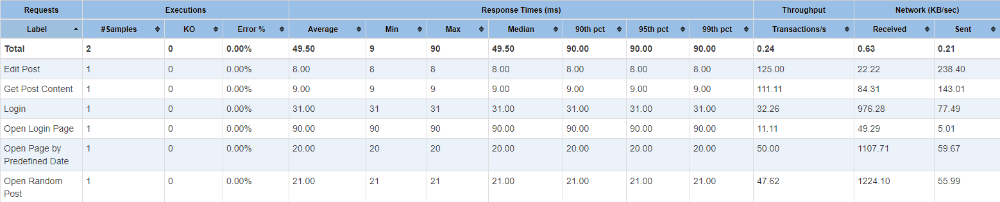 Requests Executions Response Times (ms) Throughput Network (KB/sec)
Label #Samples KO Error % Average Min Max Median 90th pct 95th pct 99th pct Transactions/s Received Sent
Total 2 0 0.00% 49.50 9 90 49.50 90.00 90.00 90.00 0.24 0.63 0.21
Edit Post 1 0 0.00% 8.00 8 8 8.00 8.00 8.00 8.00 125.00 22.22 238.40
Get Post Content 1 0 0.00% 9.00 9 9 9.00 9.00 9.00 9.00 111.11 84.31 143.01
Login 1 0 0.00% 31.00 31 31 31.00 31.00 31.00 31.00 32.26 976.28 77.49
Open Login Page 1 0 0.00% 90.00 90 90 90.00 90.00 90.00 90.00 11.11 49.29 5.01
Open Page by 1 0 0.00% 20.00 20 20 20.00 20.00 20.00 20.00 50.00 1107.71 59.67
Predefined Date
Open Random 1 0 0.00% 21.00 21 21 21.00 21.00 21.00 21.00 47.62 1224.10 55.99
Post